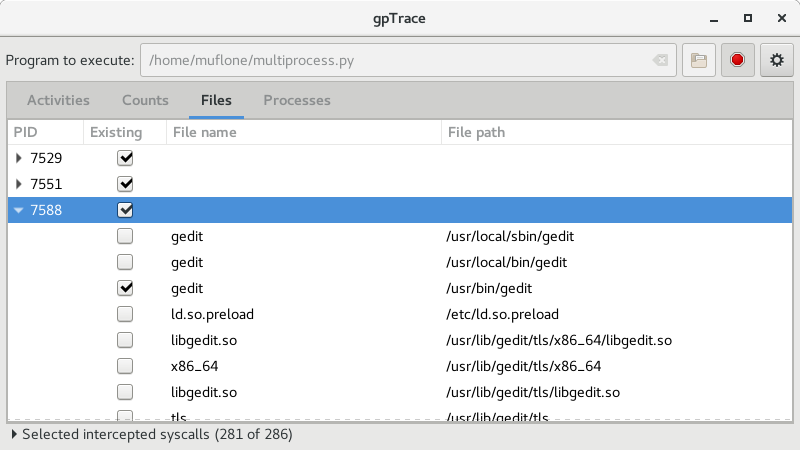 gpTrace
Program to execute: /home/muflone/multiprocess.py
Activities Counts Files Processes
PID Existing File name File path
7529
7551
7588
gedit /usr/local/sbin/gedit
gedit /usr/local/bin/gedit
gedit /usr/bin/gedit
ld.so.preload /etc/ld.so.preload
libgedit.so /usr/lib/gedit/tls/x86_64/libgedit.so
x86_64 /usr/lib/gedit/tls/x86_64
libgedit.so /usr/lib/gedit/tls/libgedit.so
tls /usr/lib/gedit/tls
Selected intercepted syscalls (281 of 286)